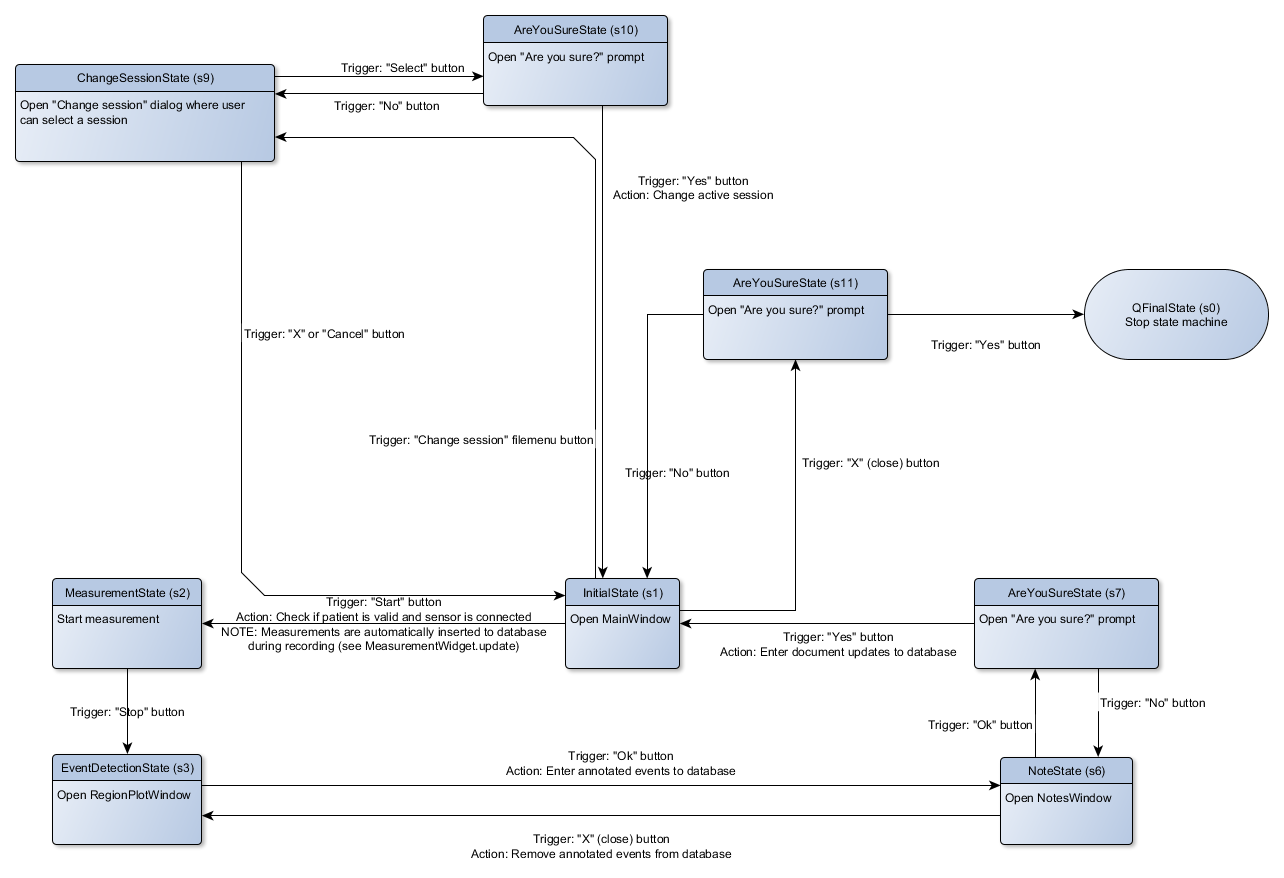 AreYouSureState (s10)
Open "Are you sure?" prompt
ChangeSessionState (s9)
Open "Change session" dialog where user
can select a session
Trigger: "Select" button
Trigger: "No" button
Trigger: "Yes" button
Action: Change active session
AreYouSureState (s11)
Open "Are you sure?" prompt
QFinalState (s0)
Stop state machine
Trigger: "Yes" button
Trigger: "X" or "Cancel" button
Trigger: "Change session" filemenu button
Trigger: "No" button
Trigger: "X" (close) button
MeasurementState (s2)
Start measurement
Trigger: "Start" button
Action: Check if patient is valid and sensor is connected
NOTE: Measurements are automatically inserted to database
during recording (see MeasurementWidget.update)
InitialState (s1)
Open MainWindow
Trigger: "Yes" button
Action: Enter document updates to database
AreYouSureState (s7)
Open "Are you sure?" prompt
Trigger: "Stop" button
Trigger: "Ok" button
Trigger: "No" button
EventDetectionState (s3)
Open RegionPlotWindow
Trigger: "Ok" button
Action: Enter annotated events to database
NoteState (s6)
Open NotesWindow
Trigger: "X" (close) button
Action: Remove annotated events from database